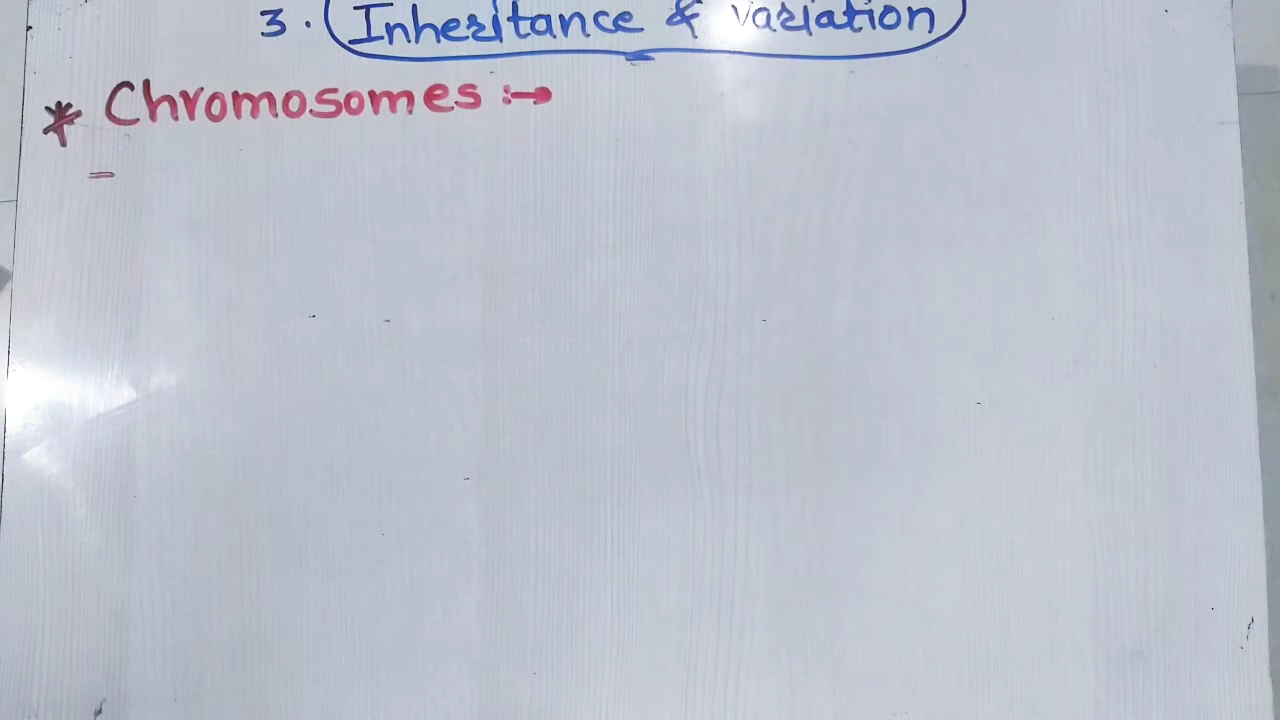 3. Inheritance & Variation
* Chromosomes :→
-